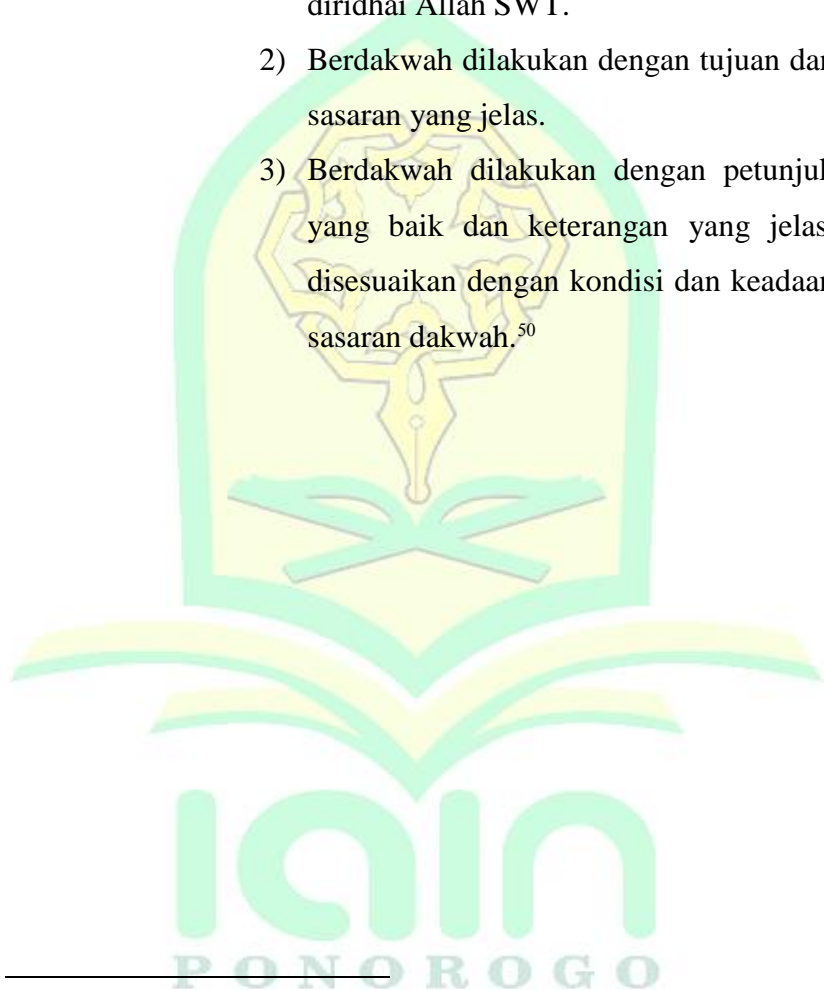 diridhai Allah SWT.
2) Berdakwah dilakukan dengan tujuan dan
sasaran yang jelas.
3) Berdakwah dilakukan dengan petunjuk
yang baik dan keterangan yang jelas
disesuaikan dengan kondisi dan keadaan
sasaran dakwah.50
iain
PONOROGO